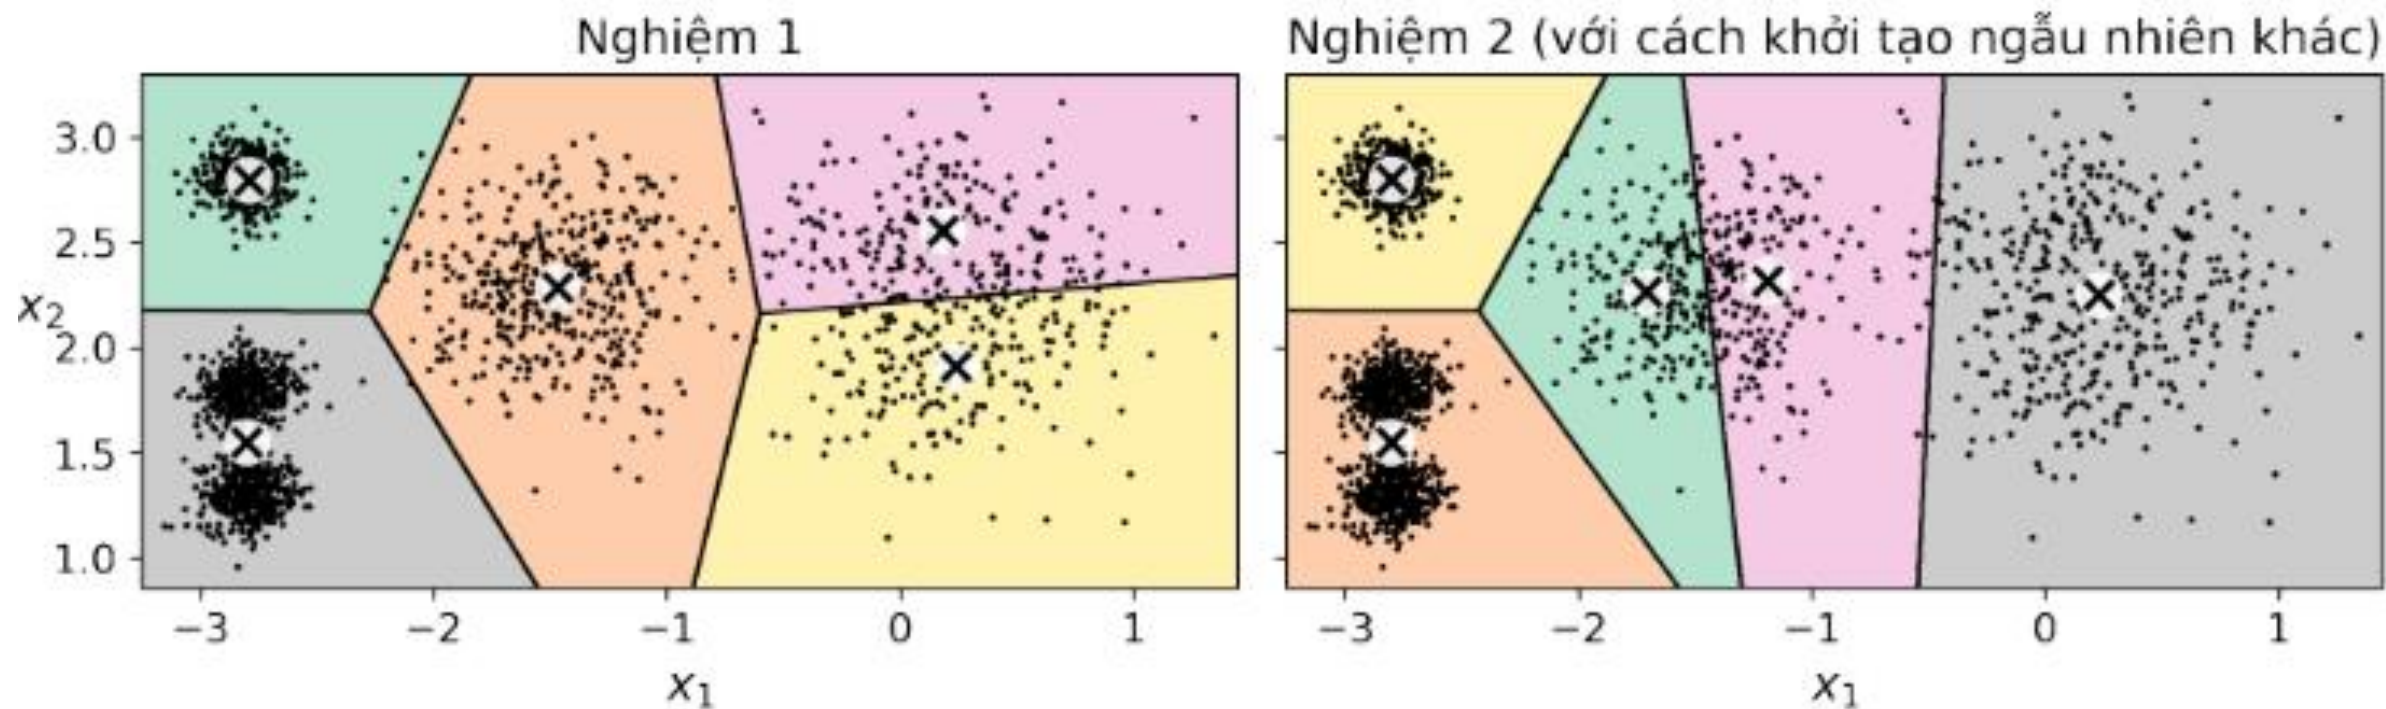 Nghiệm 1
Nghiệm 2 (với cách khởi tạo ngẫu nhiên khác)
3.0
2.5
2.0
1.5
1.0
x₂
−3 −2 −1 0 1
−3 −2 −1 0 1
x₁
x₁